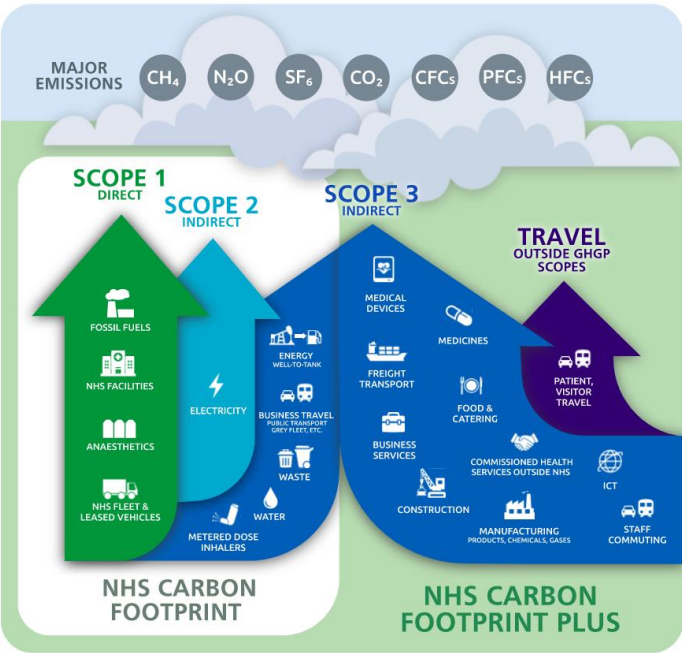 MAJOR
EMISSIONS
CH₄
N₂O
SF₆
CO₂
CFCs
PFCs
HFCs
SCOPE 1
DIRECT
SCOPE 2
INDIRECT
SCOPE 3
INDIRECT
TRAVEL
OUTSIDE GHGP
SCOPES
FOSSIL FUELS
NHS FACILITIES
ANAESTHETICS
NHS FLEET &
LEASED VEHICLES
ELECTRICITY
ENERGY
WELL-TO-TANK
BUSINESS TRAVEL
PUBLIC TRANSPORT
GREY FLEET, ETC.
WASTE
WATER
METERED DOSE
INHALERS
MEDICAL
DEVICES
MEDICINES
FREIGHT
TRANSPORT
FOOD &
CATERING
BUSINESS
SERVICES
COMMISSIONED HEALTH
SERVICES OUTSIDE NHS
CONSTRUCTION
MANUFACTURING
PRODUCTS, CHEMICALS, GASES
PATIENT,
VISITOR
TRAVEL
ICT
STAFF
COMMUTING
NHS CARBON
FOOTPRINT
NHS CARBON
FOOTPRINT PLUS